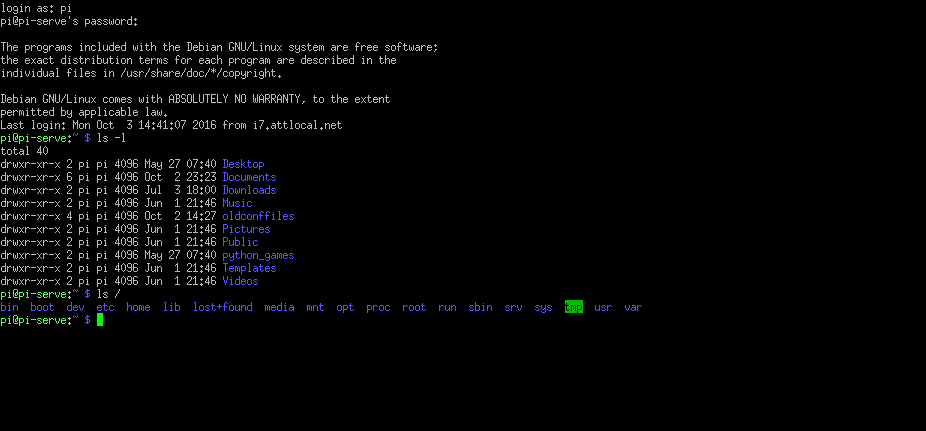 login as: pi
pi@pi-serve's password:
The programs included with the Debian GNU/Linux system are free software;
the exact distribution terms for each program are described in the
individual files in /usr/share/doc/*/copyright.
Debian GNU/Linux comes with ABSOLUTELY NO WARRANTY, to the extent
permitted by applicable law.
Last login: Mon Oct  3 14:41:07 2016 from i7.attlocal.net
pi@pi-serve:~ $ ls -l
total 40
drwxr-xr-x 2 pi pi 4096 May 27 07:40 Desktop
drwxr-xr-x 6 pi pi 4096 Oct  2 23:23 Documents
drwxr-xr-x 2 pi pi 4096 Jul  3 18:00 Downloads
drwxr-xr-x 2 pi pi 4096 Jun  1 21:46 Music
drwxr-xr-x 4 pi pi 4096 Oct  2 14:27 oldconffiles
drwxr-xr-x 2 pi pi 4096 Jun  1 21:46 Pictures
drwxr-xr-x 2 pi pi 4096 Jun  1 21:46 Public
drwxr-xr-x 2 pi pi 4096 May 27 07:40 python_games
drwxr-xr-x 2 pi pi 4096 Jun  1 21:46 Templates
drwxr-xr-x 2 pi pi 4096 Jun  1 21:46 Videos
pi@pi-serve:~ $ ls /
bin  boot  dev  etc  home  lib  lost+found  media  mnt  opt  proc  root  run  sbin  srv  sys  tmp  usr  var
pi@pi-serve:~ $